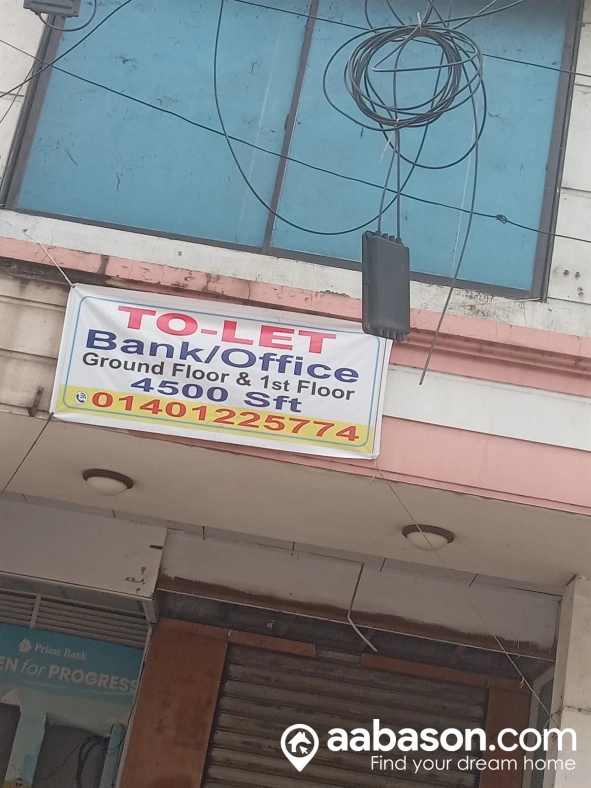 TO-LET
Bank/Office
Ground Floor & 1st Floor
4500 Sft
01401225774
Prime Bank
EN for PROGRESS
aabason.com
Find your dream home